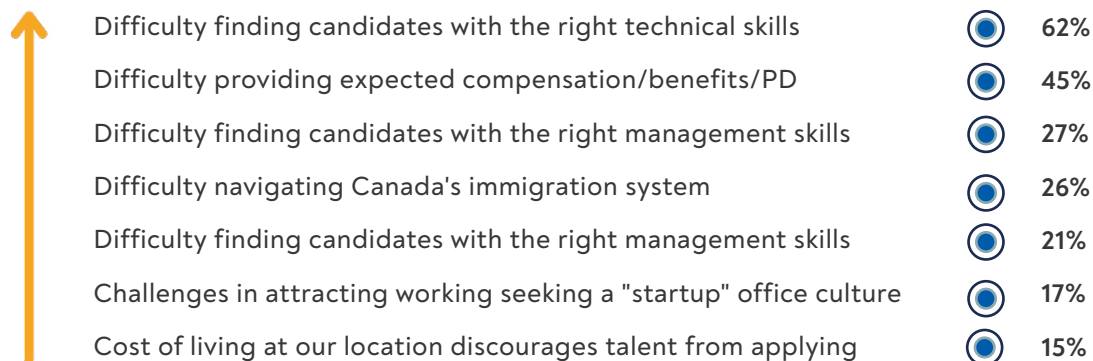 Difficulty finding candidates with the right technical skills 62%
Difficulty providing expected compensation/benefits/PD 45%
Difficulty finding candidates with the right management skills 27%
Difficulty navigating Canada's immigration system 26%
Difficulty finding candidates with the right management skills 21%
Challenges in attracting working seeking a "startup" office culture 17%
Cost of living at our location discourages talent from applying 15%